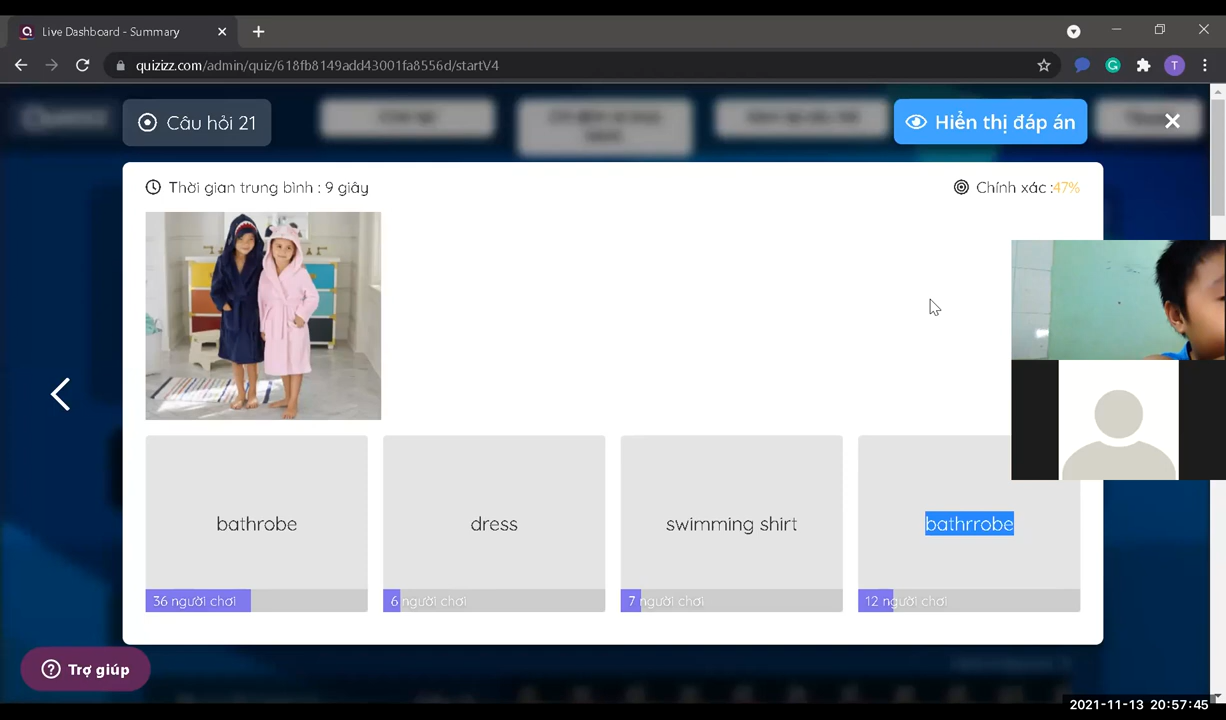 Live Dashboard - Summary
quizizz.com/admin/quiz/618fb8149add43001fa8556d/startV4
T
Câu hỏi 21
Hiển thị đáp án
Thời gian trung bình : 9 giây
Chính xác :47%
bathrobe
dress
swimming shirt
bathrrobe
36 người chơi
6 người chơi
7 người chơi
12 người chơi
Trợ giúp
2021-11-13 20:57:45